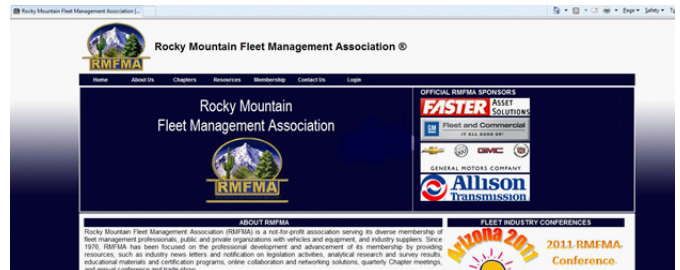 Rocky Mountain Fleet Management Association |...
Page ▾ Safety ▾
RMFMA
Rocky Mountain Fleet Management Association ®
Home About Us Chapters Resources Membership Contact Us Login
Rocky Mountain
Fleet Management Association
RMFMA
OFFICIAL RMFMA SPONSORS
FASTER ASSET
SOLUTIONS
GM Fleet and Commercial
IT ALL ADDS UP
GMC
GENERAL MOTORS COMPANY
Allison
Transmission
ABOUT RMFMA
Rocky Mountain Fleet Management Association (RMFMA) is a not-for-profit association serving its diverse membership of
fleet management professionals, public and private organizations with vehicles and equipment, and industry suppliers. Since
1976, RMFMA has been focused on the professional development and advancement of its membership by providing
resources, such as industry news letters and notification on legislation activities, analytical research and survey results,
educational materials and certification programs, online collaboration and networking solutions, quarterly Chapter meetings,
and annual conference and trade show.
FLEET INDUSTRY CONFERENCES
Arizona 2011
2011 RMFMA
Conference